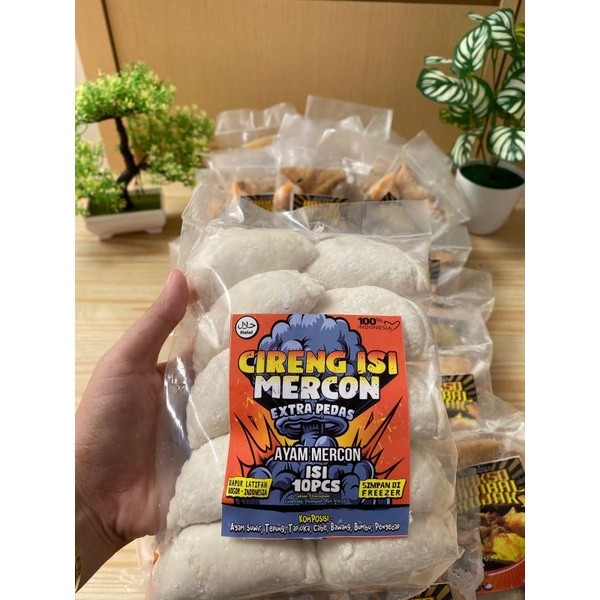 حلال
Halal
100%
INDONESIA
CIRENG ISI
MERCON
EXTRA PEDAS
AYAM MERCON
ISI
10PCS
DAPUR LATIFAH
BOGOR - INDONESIA
SIMPAN DI
FREEZER
KOMPOSISI
Ayam Suwir, Tepung, Tapioka, Cabe, Bawang, Bumbu, Penyedap